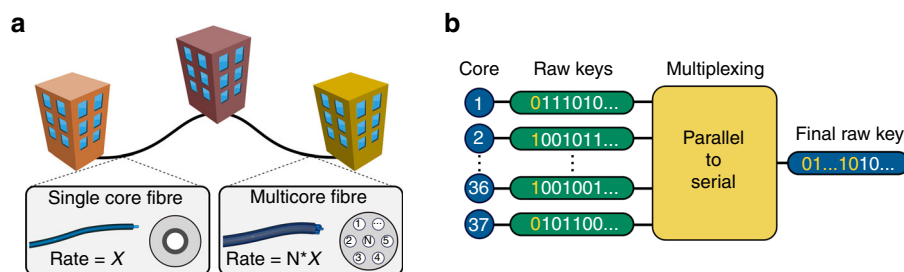 a
Single core fibre
Rate = X
Multicore fibre
1 ...
2 N 5
3 4
Rate = N*X
b
Core Raw keys Multiplexing
1 0111010...
2 1001011...
36 1001001...
37 0101100...
Parallel
to
serial
Final raw key
01...1010...